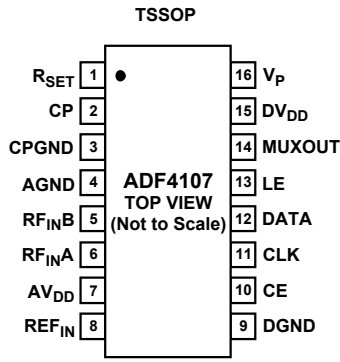 TSSOP
RSET 1
CP 2
CPGND 3
AGND 4
RFINB 5
RFINA 6
AVDD 7
REFIN 8
ADF4107
TOP VIEW
(Not to Scale)
16 VP
15 DVDD
14 MUXOUT
13 LE
12 DATA
11 CLK
10 CE
9 DGND